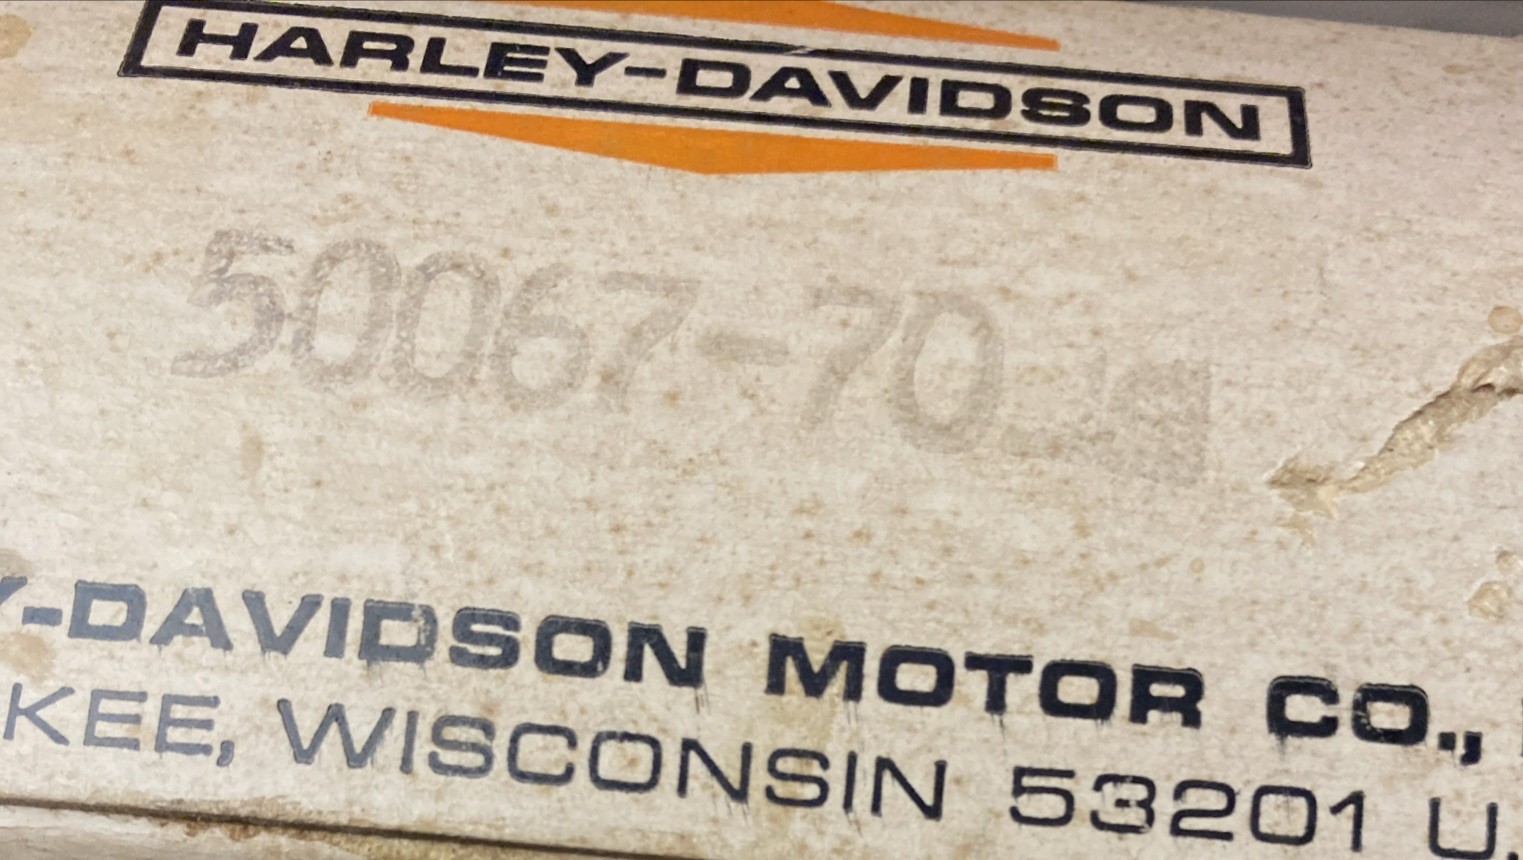 HARLEY-DAVIDSON
50067-70
Y-DAVIDSON MOTOR CO.,
KEE, WISCONSIN 53201 U.